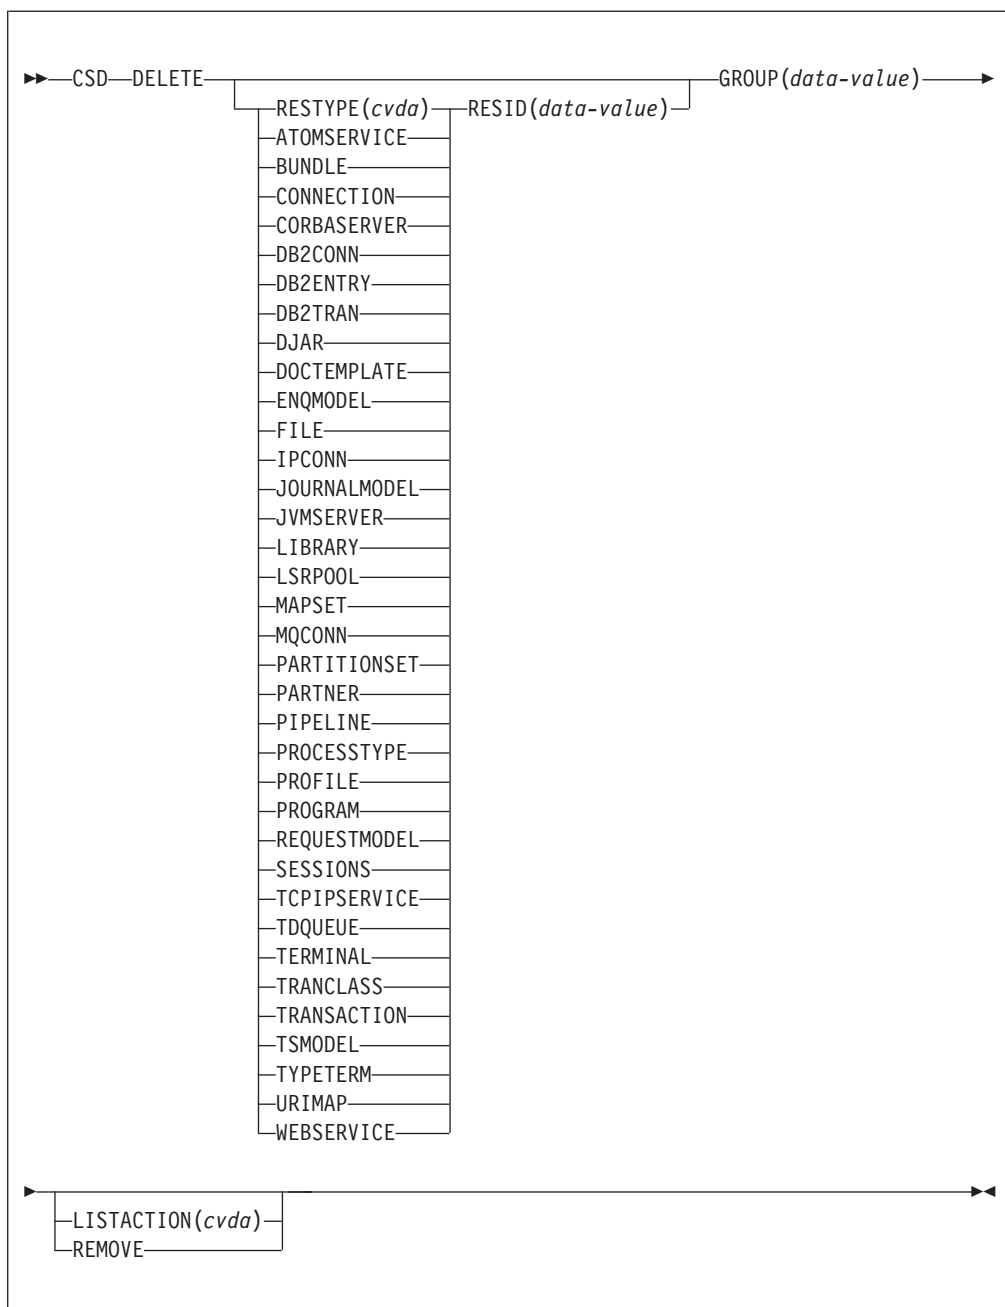 CSD DELETE GROUP(data-value)
RESTYPE(cvda) RESID(data-value)
ATOMSERVICE
BUNDLE
CONNECTION
CORBASERVER
DB2CONN
DB2ENTRY
DB2TRAN
DJAR
DOCTEMPLATE
ENQMODEL
FILE
IPCONN
JOURNALMODEL
JVMSERVER
LIBRARY
LSRPOOL
MAPSET
MQCONN
PARTITIONSET
PARTNER
PIPELINE
PROCESSTYPE
PROFILE
PROGRAM
REQUESTMODEL
SESSIONS
TCPIPSERVICE
TDQUEUE
TERMINAL
TRANCLASS
TRANSACTION
TSMODEL
TYPETERM
URIMAP
WEBSERVICE
LISTACTION(cvda)
REMOVE